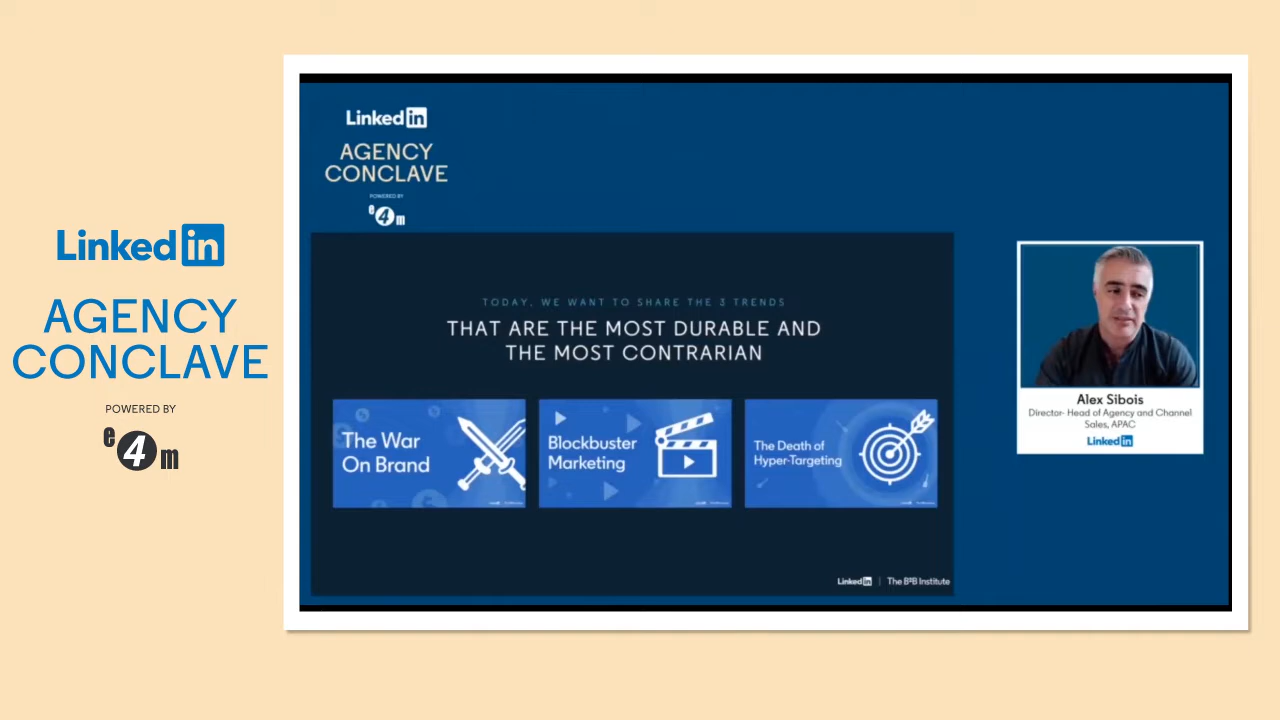 LinkedIn
AGENCY
CONCLAVE
POWERED BY
e4m
LinkedIn
AGENCY
CONCLAVE
POWERED BY
e4m
TODAY, WE WANT TO SHARE THE 3 TRENDS
THAT ARE THE MOST DURABLE AND
THE MOST CONTRARIAN
The War
On Brand
Blockbuster
Marketing
The Death of
Hyper-Targeting
LinkedIn | The B2B Institute
Alex Sibois
Director- Head of Agency and Channel
Sales, APAC
LinkedIn